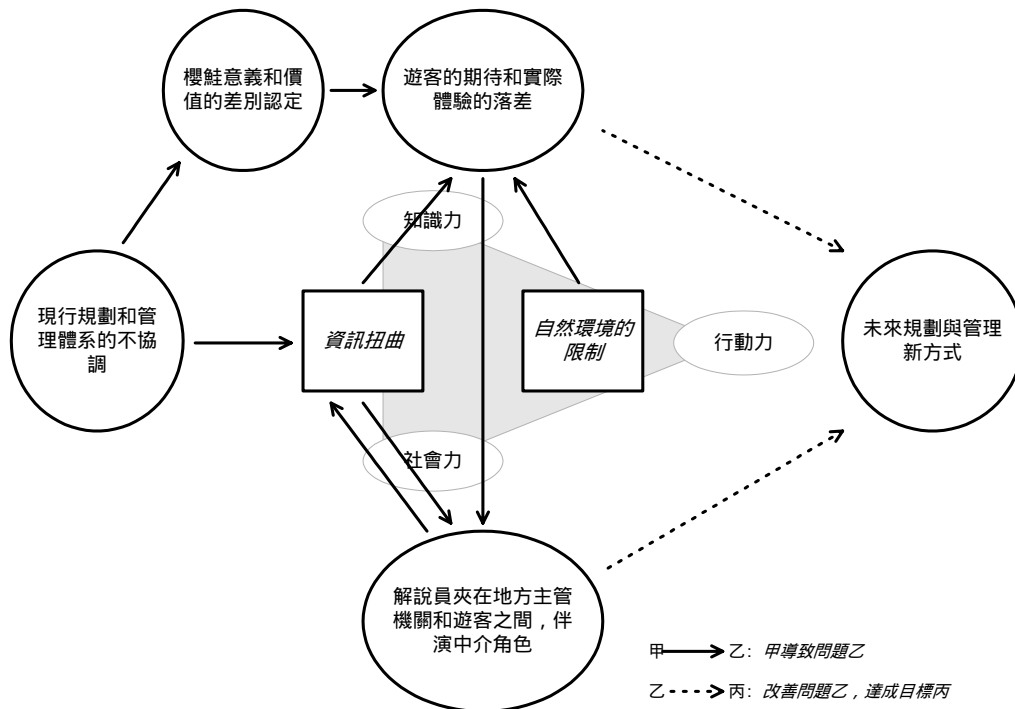 櫻鮭意義和價
值的差別認定
遊客的期待和實際
體驗的落差
知識力
現行規劃和管
理體系的不協
調
資訊扭曲
自然環境的
限制
行動力
未來規劃與管理
新方式
社會力
解說員夾在地方主管
機關和遊客之間，伴
演中介角色
甲 乙：甲導致問題乙
乙 丙：改善問題乙，達成目標丙